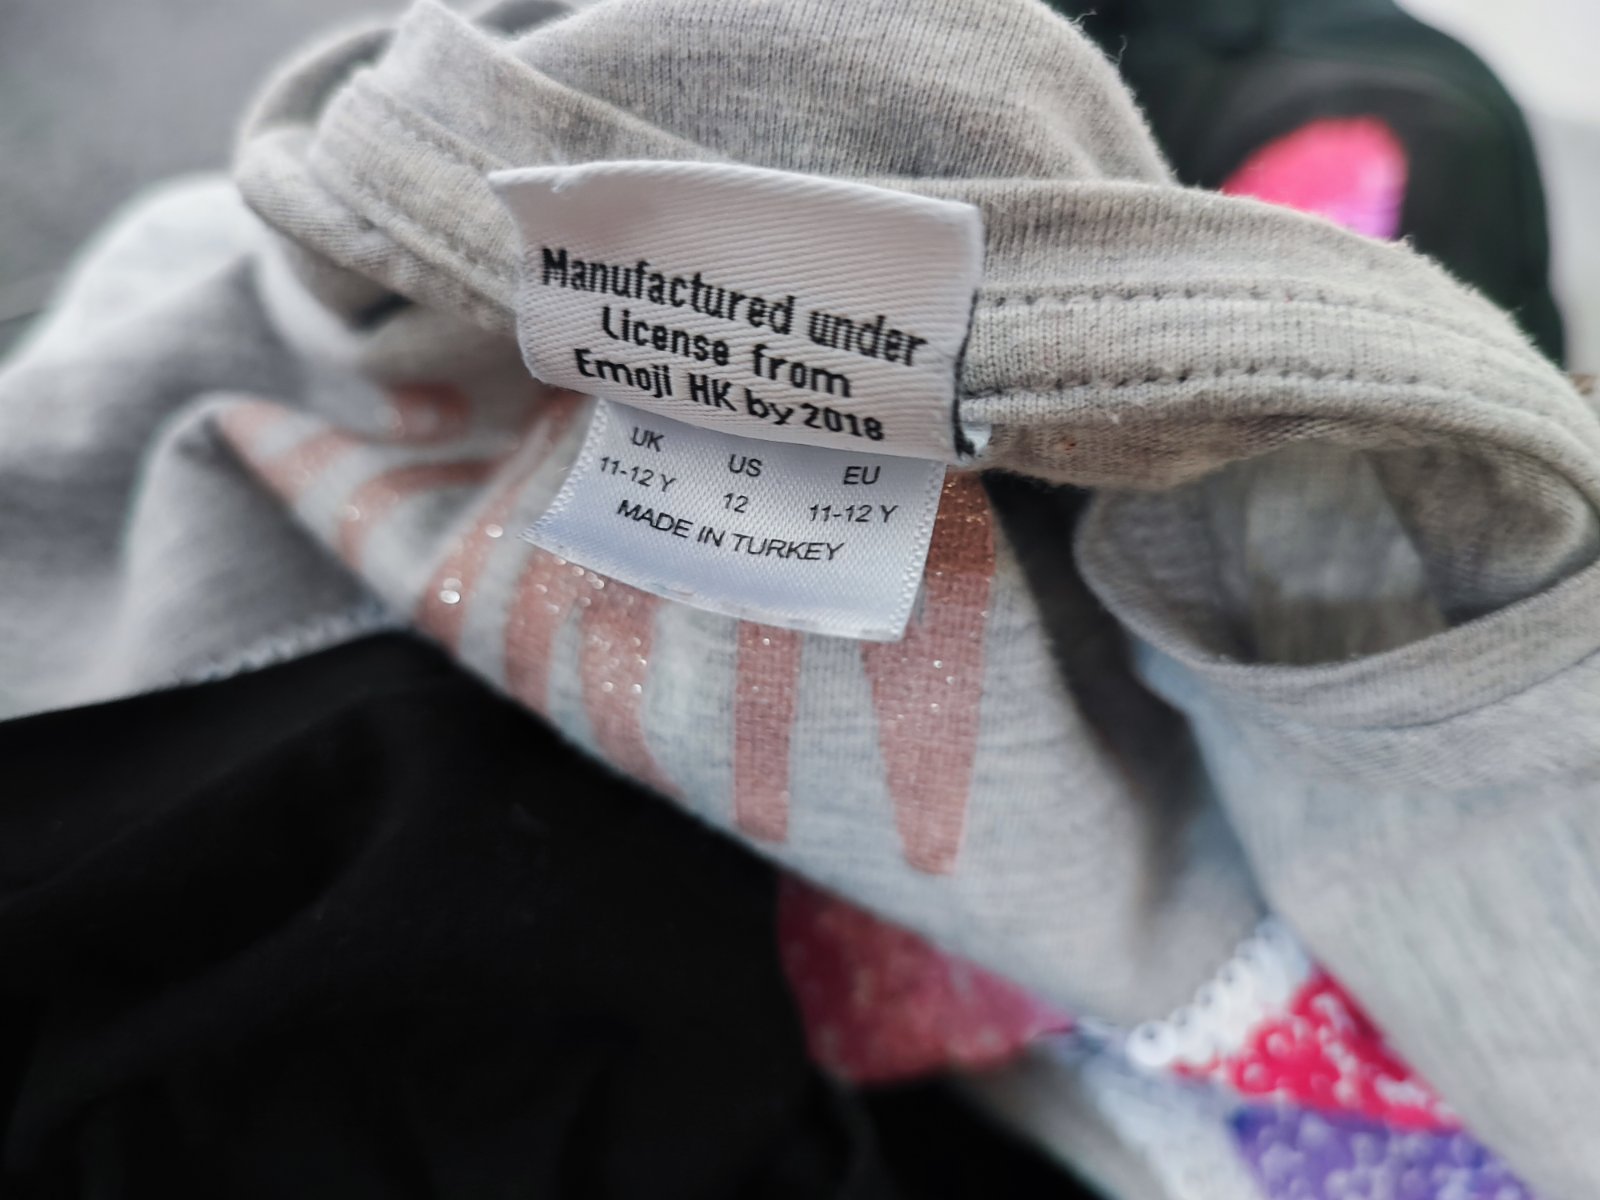 Manufactured under
License from
Emoji HK by 2018
UK US EU
11-12 Y 12 11-12 Y
MADE IN TURKEY